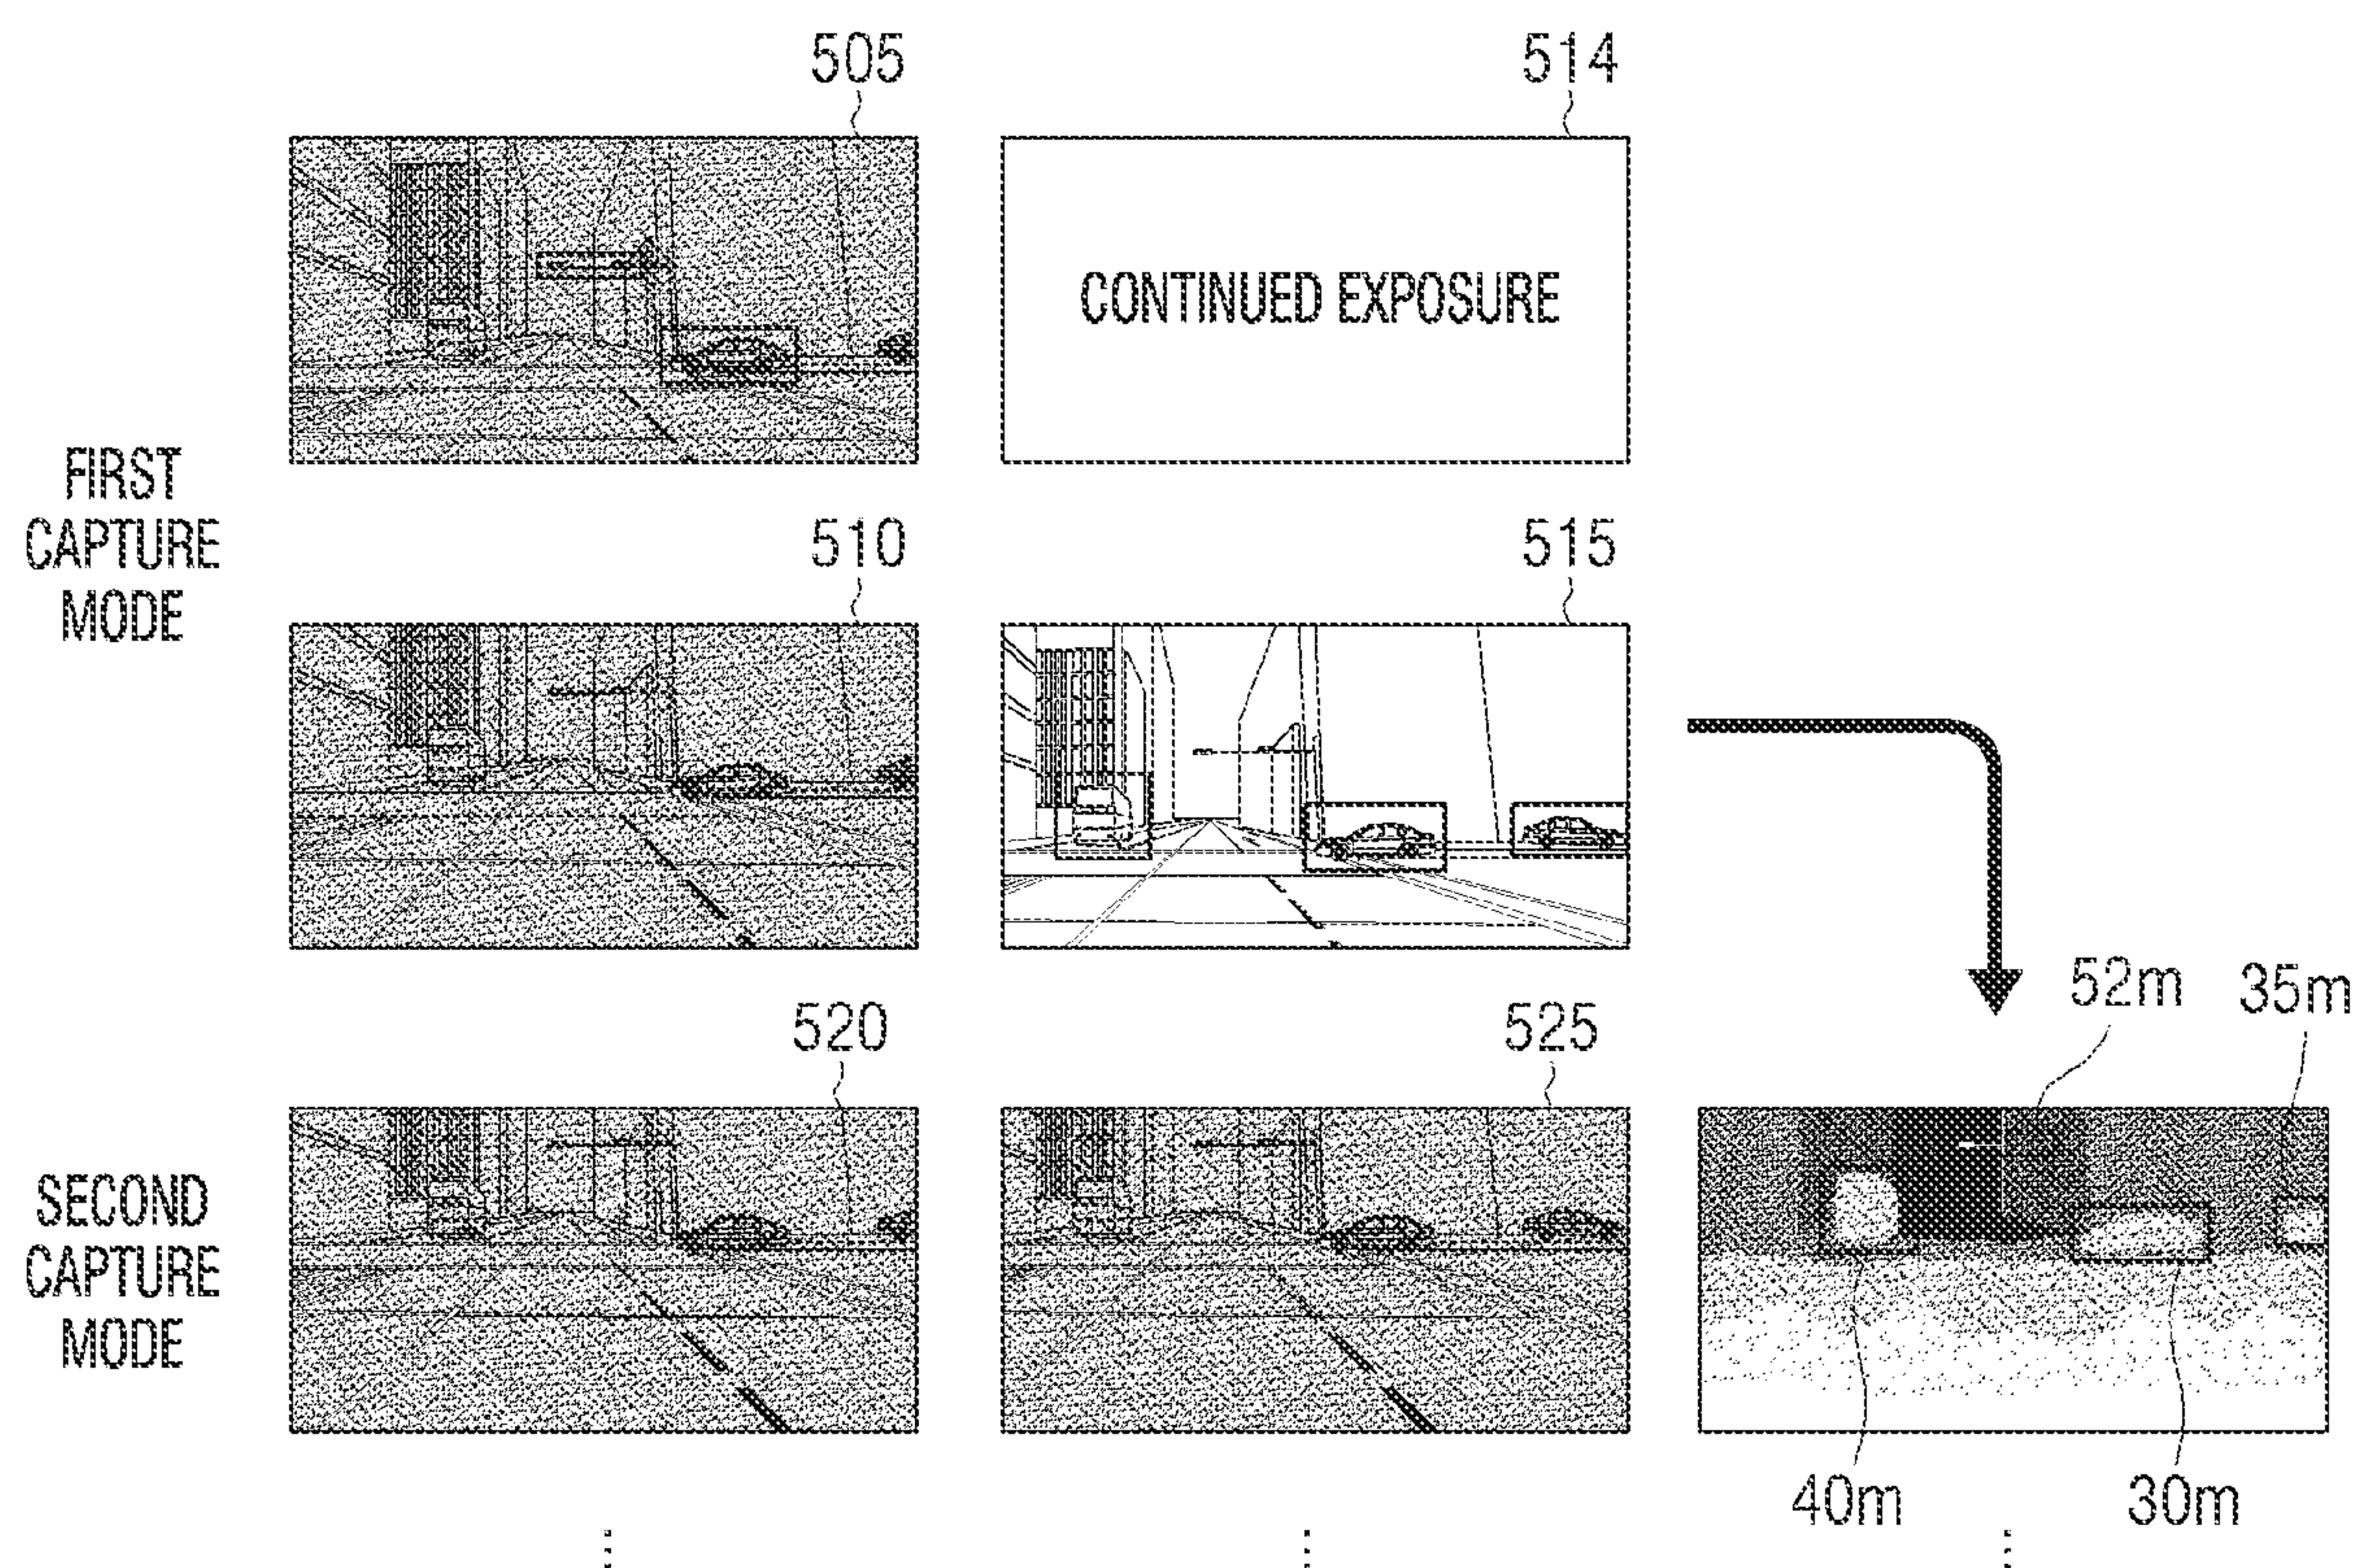 505
514
CONTINUED EXPOSURE
FIRST
CAPTURE
MODE
510
515
52m
35m
520
525
SECOND
CAPTURE
MODE
40m
30m